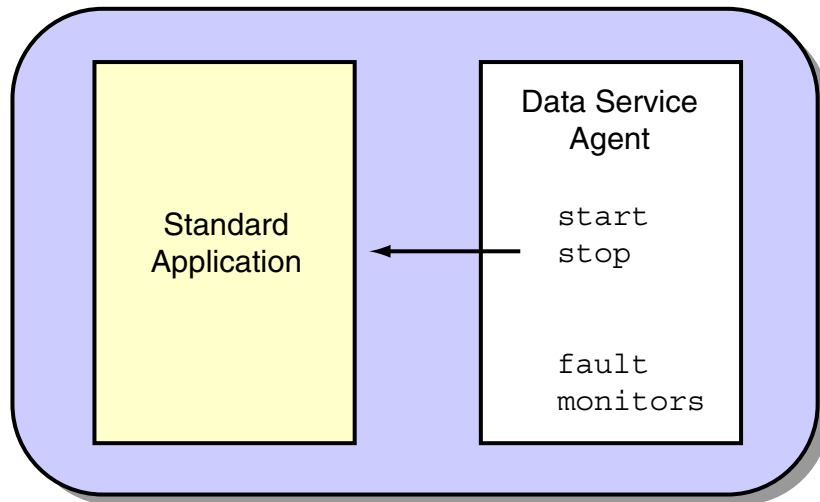 Standard
Application
Data Service
Agent
start
stop
fault
monitors